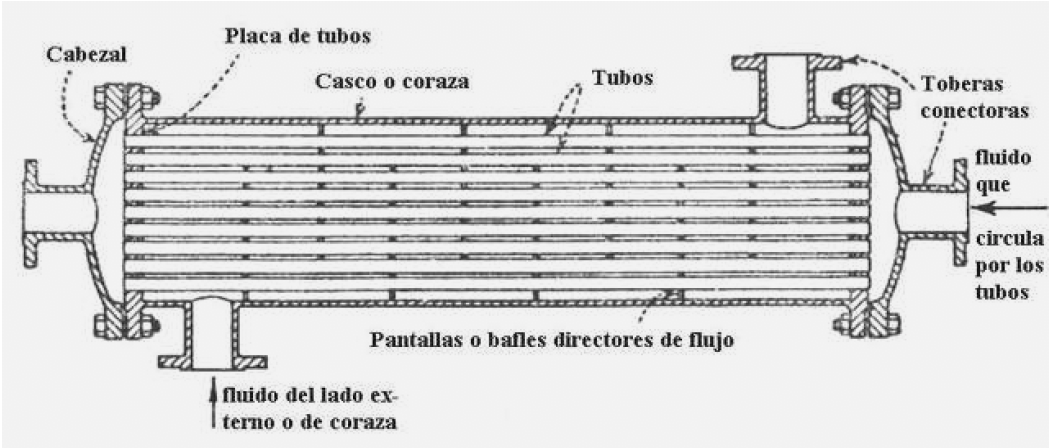 Placa de tubos
Cabezal
Casco o coraza
Tubos
Toberas
conectoras
fluido
que
circula
por los
tubos
Pantallas o bafles directores de flujo
fluido del lado ex-
terno o de coraza